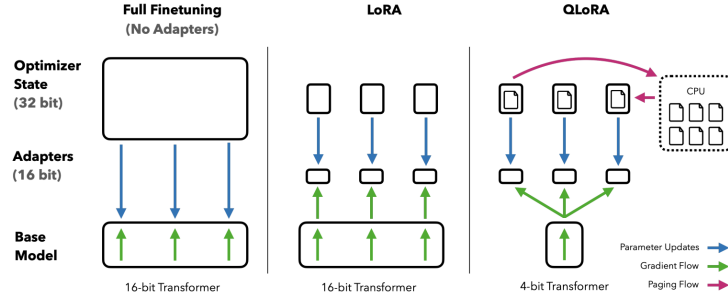 Full Finetuning
(No Adapters)
LoRA
QLoRA
Optimizer
State
(32 bit)
CPU
Adapters
(16 bit)
Base
Model
Parameter Updates
Gradient Flow
Paging Flow
16-bit Transformer
16-bit Transformer
4-bit Transformer